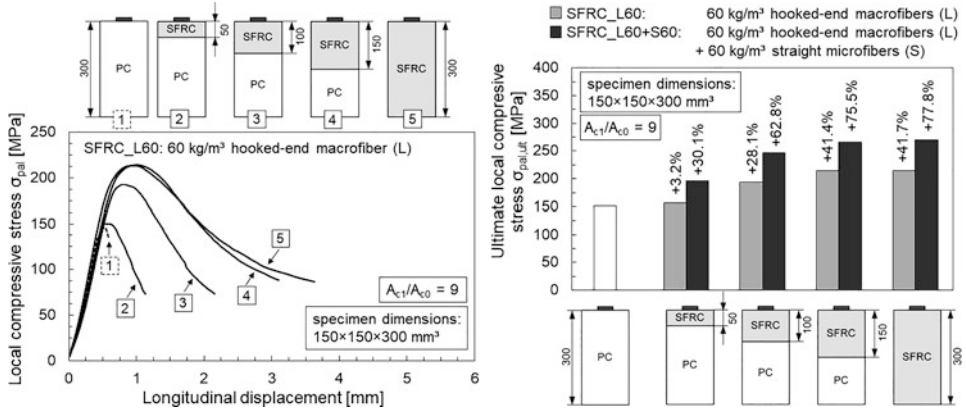 SFRC
50
SFRC
100
SFRC
150
300
PC
PC
PC
PC
SFRC
300
1
2
3
4
5
Local compressive stress σpal [MPa]
250
200
150
100
50
0
SFRC_L60: 60 kg/m³ hooked-end macrofiber (L)
1
2
3
4
5
Ac1/Ac0 = 9
specimen dimensions:
150×150×300 mm³
0 1 2 3 4 5 6
Longitudinal displacement [mm]
SFRC_L60: 60 kg/m³ hooked-end macrofibers (L)
SFRC_L60+S60: 60 kg/m³ hooked-end macrofibers (L)
+ 60 kg/m³ straight microfibers (S)
Ultimate local compresive
stress σpal,ult [MPa]
400
350
300
250
200
150
100
50
0
specimen dimensions:
150×150×300 mm³
Ac1/Ac0 = 9
+3.2%
+30.1%
+28.1%
+62.8%
+41.4%
+75.5%
+41.7%
+77.8%
300
PC
SFRC
50
PC
SFRC
100
PC
SFRC
150
PC
SFRC
300